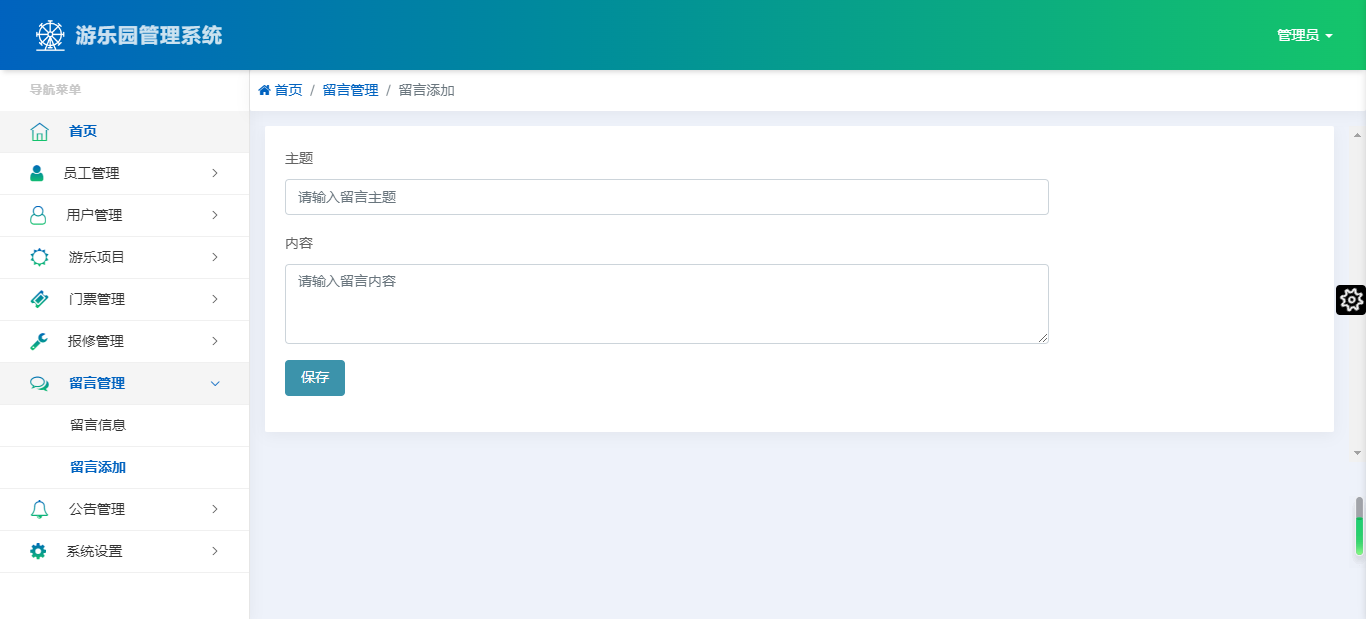 游乐园管理系统
管理员
导航菜单
首页 / 留言管理 / 留言添加
首页
员工管理
用户管理
游乐项目
门票管理
报修管理
留言管理
留言信息
留言添加
公告管理
系统设置
主题
请输入留言主题
内容
请输入留言内容
保存